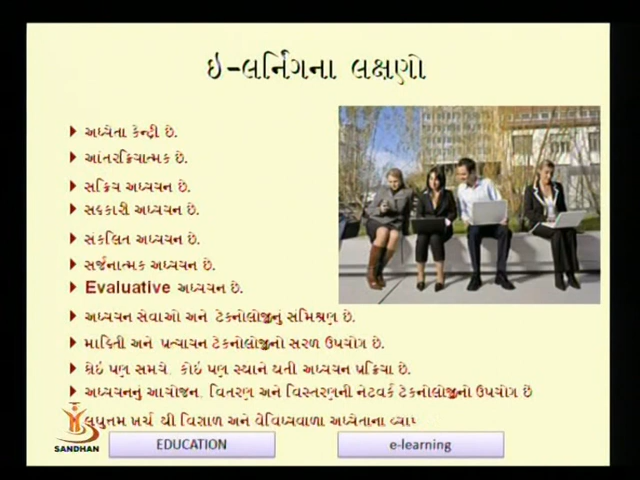 ઇ-લર્નિંગના લક્ષણો
અધ્યેતા કેન્દ્રી છે.
આંતરક્રિયાત્મક છે.
સક્રિય અધ્યયન છે.
સહકારી અધ્યયન છે.
સંકલિત અધ્યયન છે.
સર્જનાત્મક અધ્યયન છે.
Evaluative અધ્યયન છે.
અધ્યયન સેવાઓ અને ટેકનોલોજીનું સમિશ્રણ છે.
માહિતી અને પ્રત્યાયન ટેકનોલોજીનો સરળ ઉપયોગ છે.
કોઇ પણ સમયે. કોઇ પણ સ્થાને થતી અધ્યયન પ્રક્રિયા છે.
અધ્યયનનું આયોજન. વિતરણ અને વિસ્તરણની નેટવર્ક ટેકનોલોજીનો ઉપયોગ છે
લઘુતમ ખર્ચ થી વિશાળ અને વૈવિધ્યવાળા અધ્યેતાના
SANDHAN
EDUCATION
e-learning